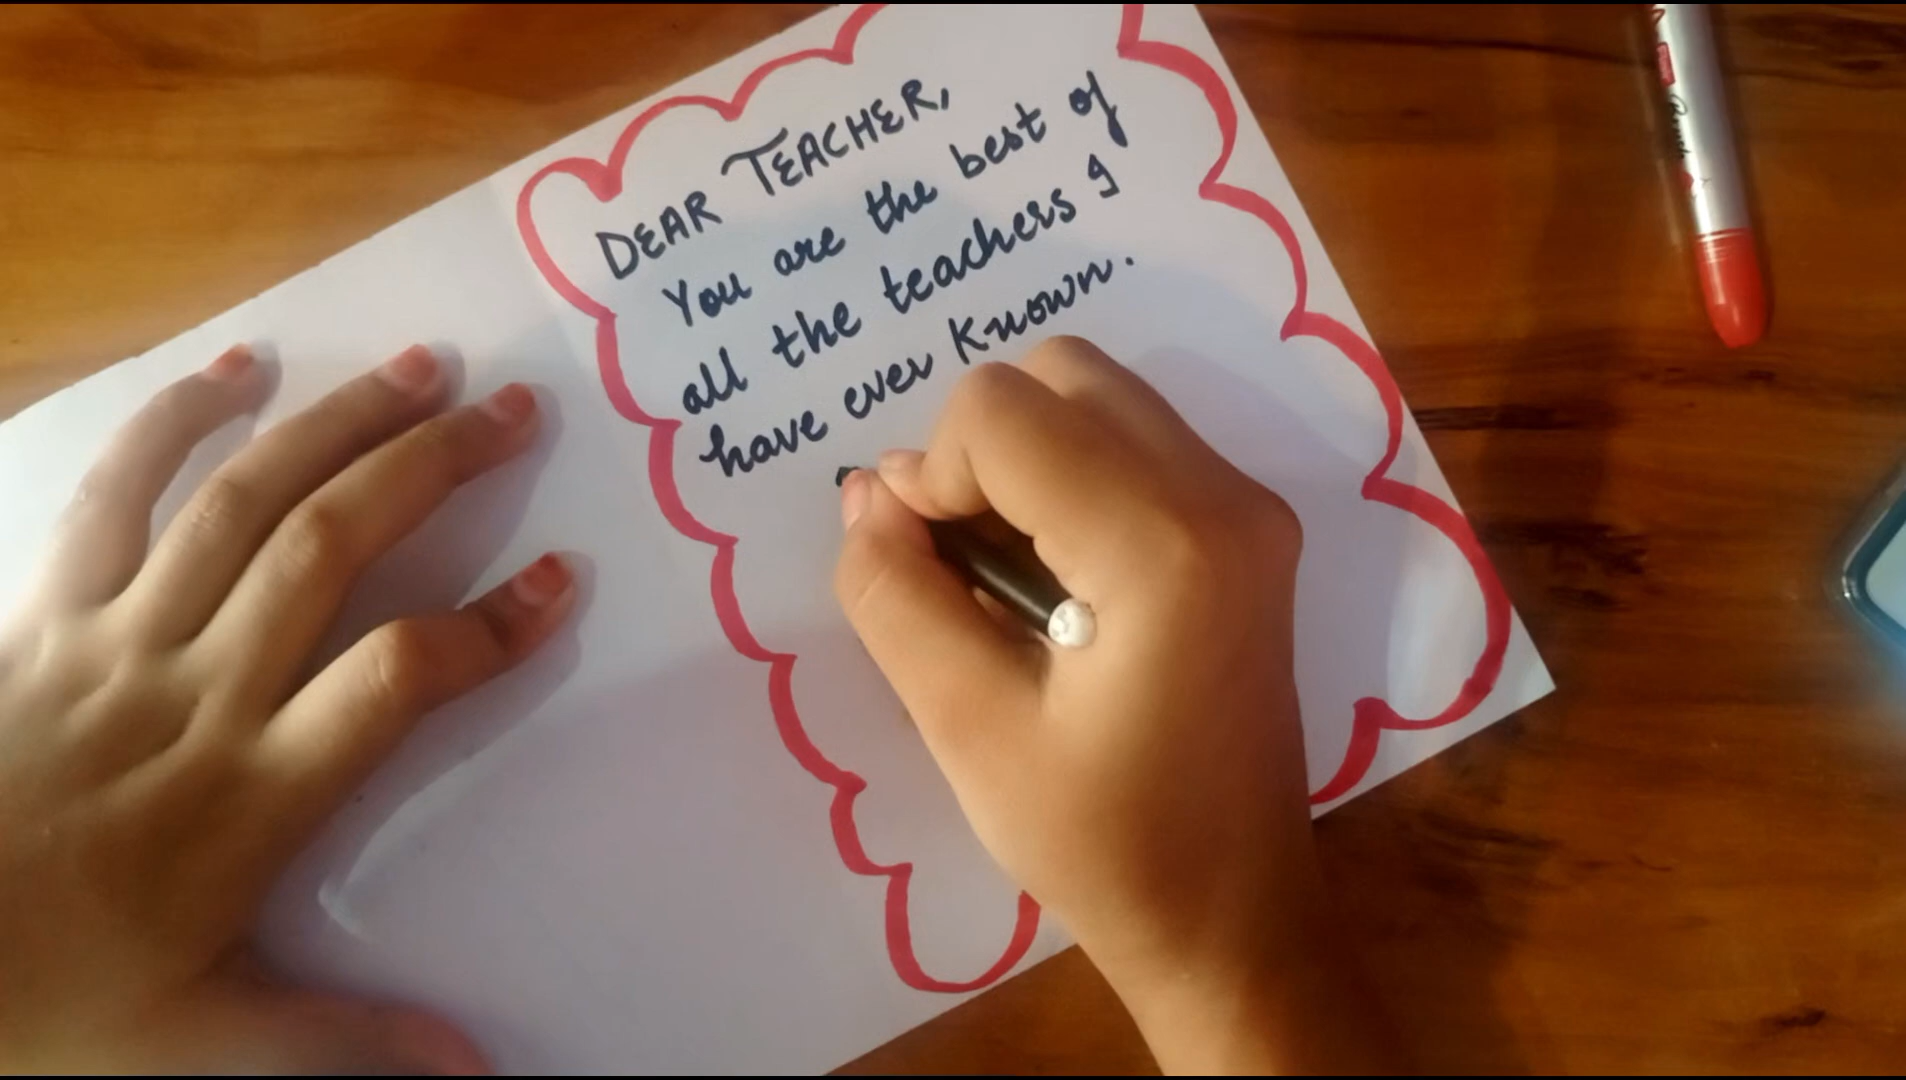 DEAR TEACHER,
You are the best of
all the teachers I
have ever known.